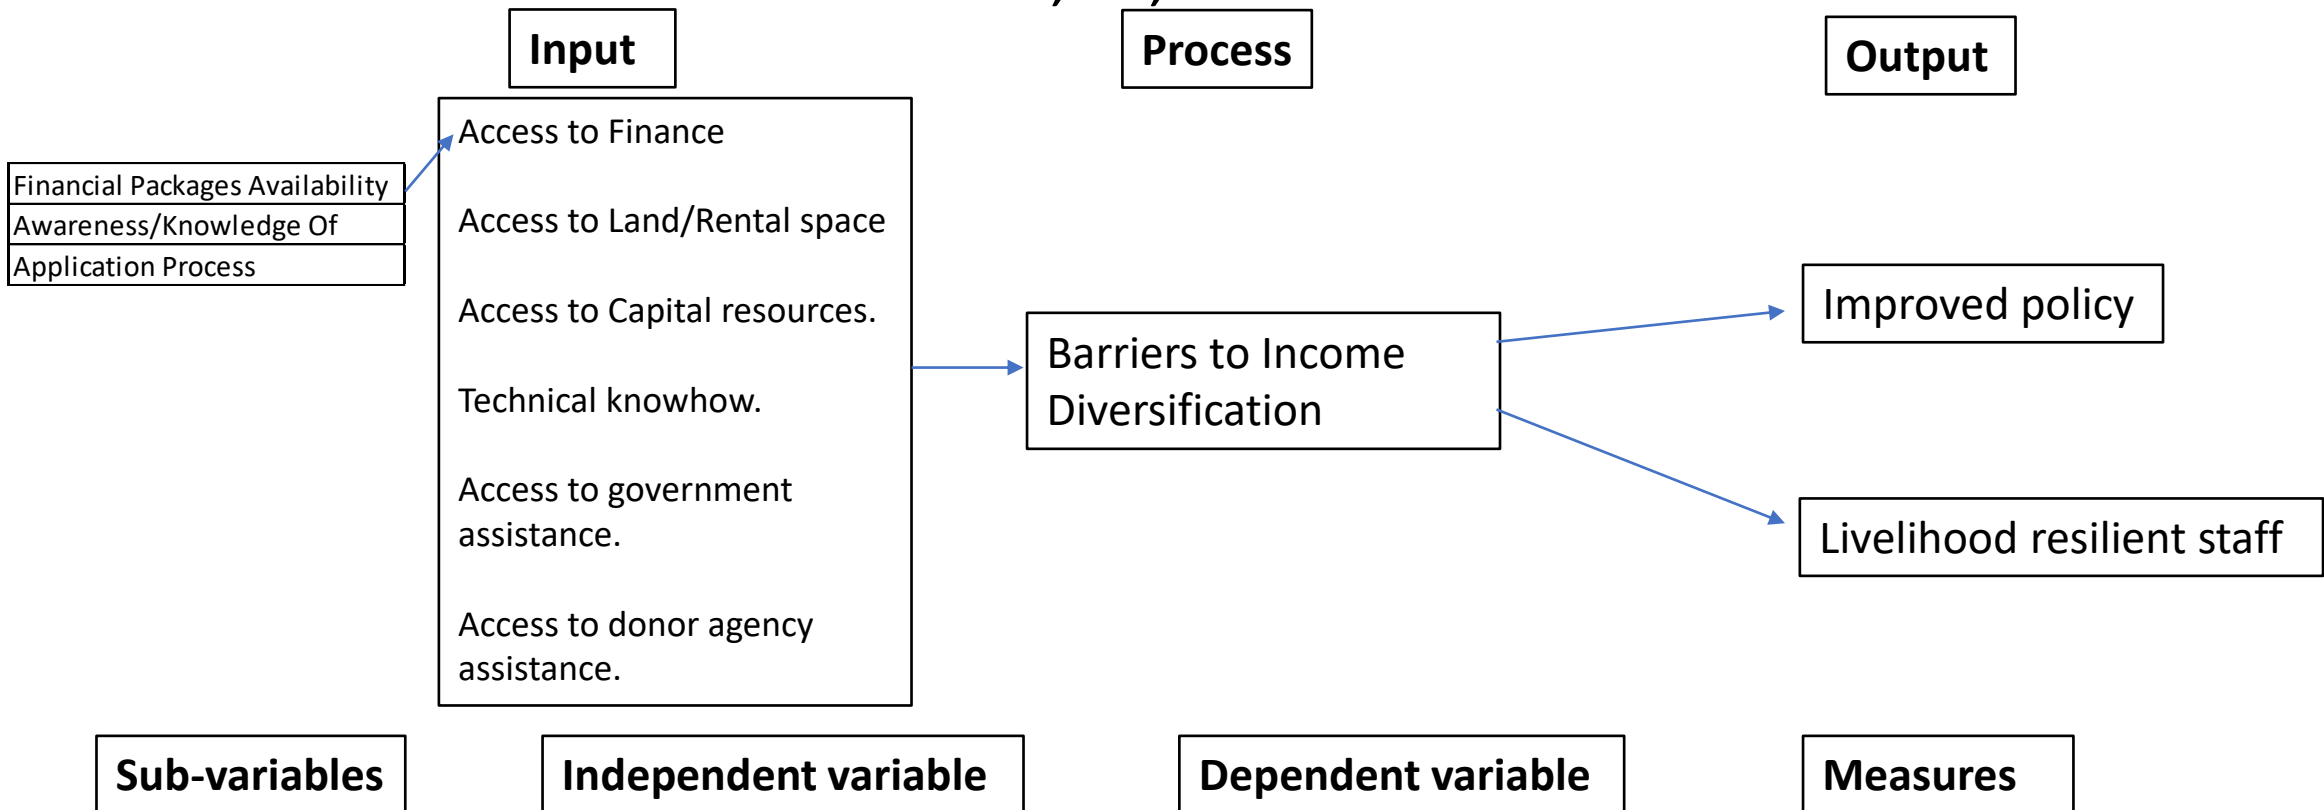 Input
Process
Output
Access to Finance
Financial Packages Availability
Awareness/Knowledge Of
Application Process
Access to Land/Rental space
Access to Capital resources.
Technical knowhow.
Access to government
assistance.
Access to donor agency
assistance.
Barriers to Income
Diversification
Improved policy
Livelihood resilient staff
Sub-variables
Independent variable
Dependent variable
Measures